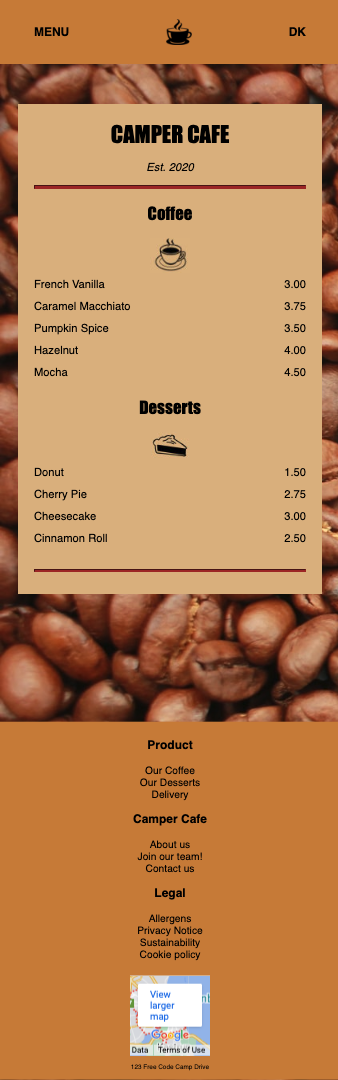 MENU DK
CAMPER CAFE
Est. 2020
Coffee
French Vanilla 3.00
Caramel Macchiato 3.75
Pumpkin Spice 3.50
Hazelnut 4.00
Mocha 4.50
Desserts
Donut 1.50
Cherry Pie 2.75
Cheesecake 3.00
Cinnamon Roll 2.50
Product
Our Coffee
Our Desserts
Delivery
Camper Cafe
About us
Join our team!
Contact us
Legal
Allergens
Privacy Notice
Sustainability
Cookie policy
View
larger
map
Google
Data Terms of Use
123 Free Code Camp Drive